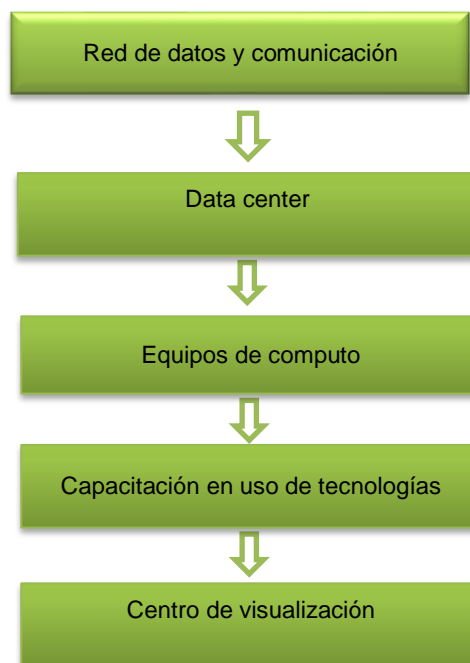 Red de datos y comunicación
Data center
Equipos de computo
Capacitación en uso de tecnologías
Centro de visualización